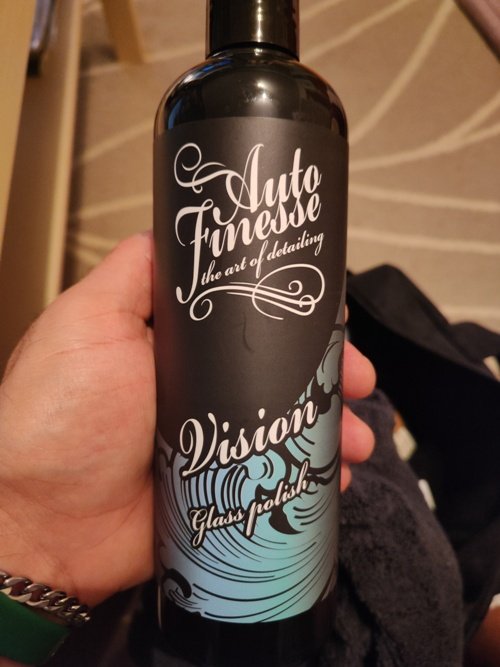 Auto
Finesse
the art of detailing
Vision
Glass polish